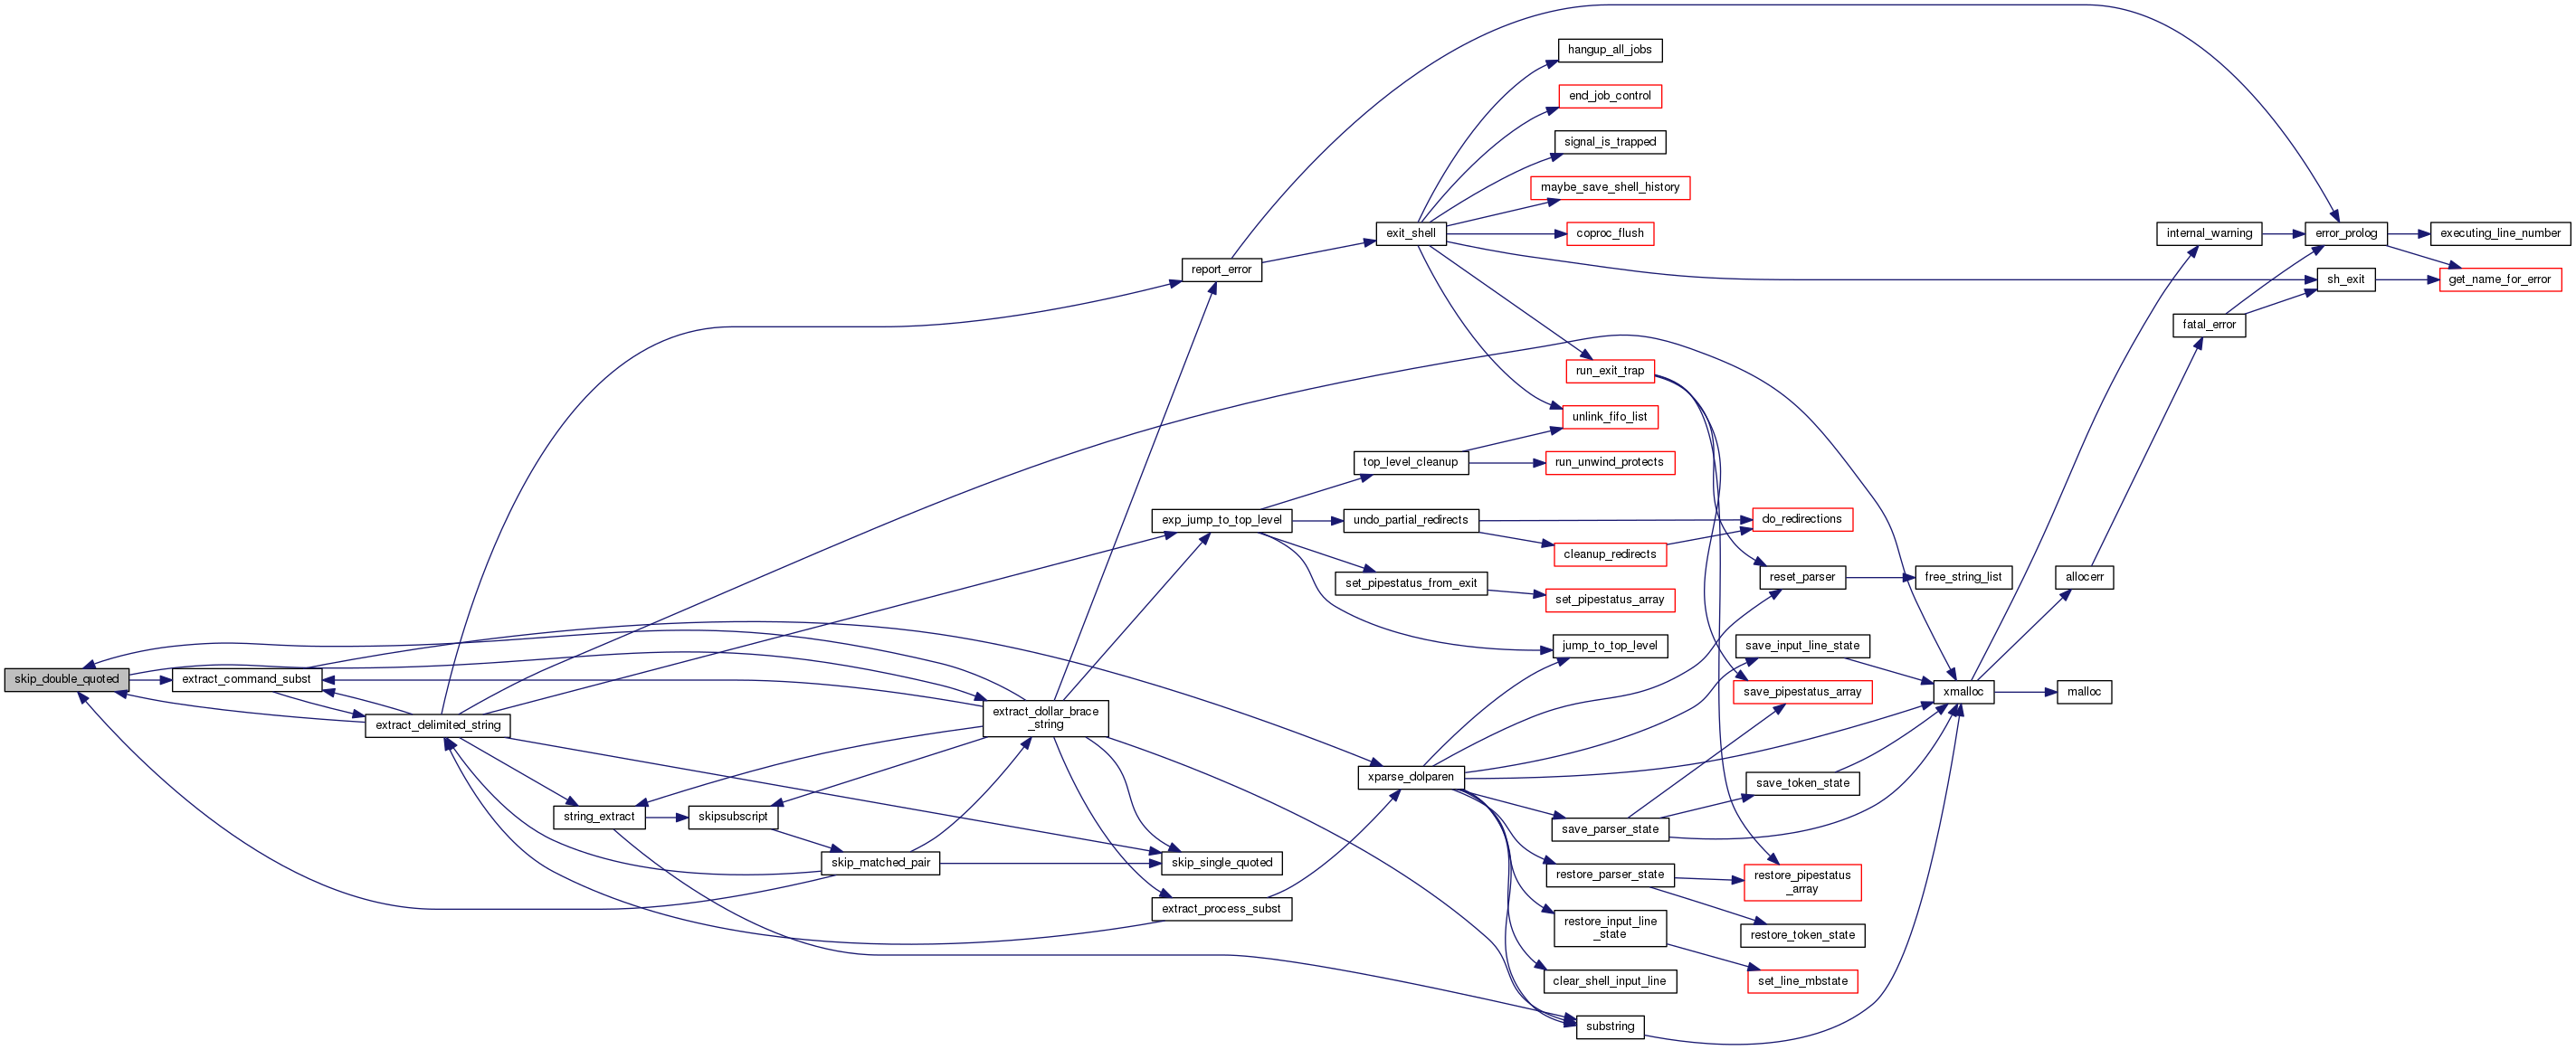 hangup_all_jobs
end_job_control
signal_is_trapped
maybe_save_shell_history
exit_shell
coproc_flush
internal_warning
error_prolog
executing_line_number
report_error
sh_exit
get_name_for_error
fatal_error
run_exit_trap
unlink_fifo_list
top_level_cleanup
run_unwind_protects
exp_jump_to_top_level
undo_partial_redirects
do_redirections
cleanup_redirects
set_pipestatus_from_exit
reset_parser
free_string_list
allocerr
set_pipestatus_array
jump_to_top_level
save_input_line_state
skip_double_quoted
extract_command_subst
save_pipestatus_array
xmalloc
malloc
extract_delimited_string
extract_dollar_brace
_string
xparse_dolparen
save_token_state
string_extract
skipsubscript
save_parser_state
skip_matched_pair
skip_single_quoted
restore_parser_state
restore_pipestatus
_array
extract_process_subst
restore_input_line
_state
restore_token_state
clear_shell_input_line
set_line_mbstate
substring